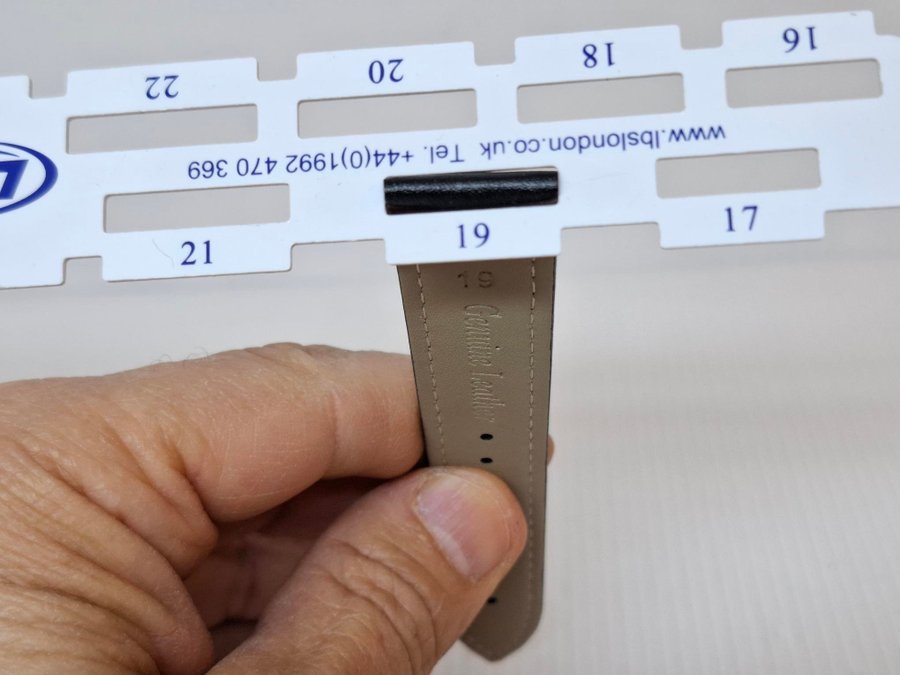 22 20 18 16
www.lbslondon.co.uk Tel. +44(0)1992 470 369
21 19 17
19
Genuine Leather